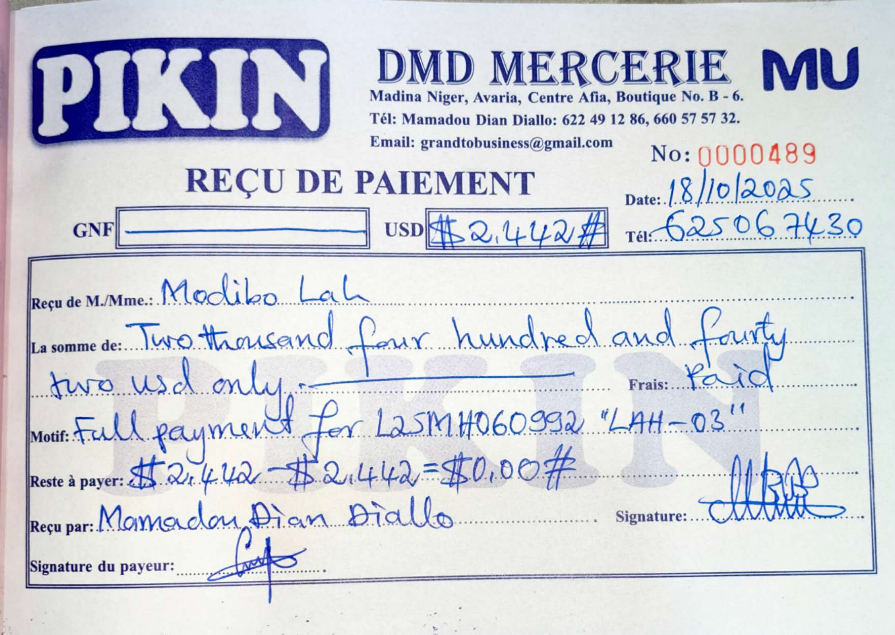 PIKIN
DMD MERCERIE
MU
Madina Niger, Avaria, Centre Afia, Boutique No. B - 6.
Tél: Mamadou Dian Diallo: 622 49 12 86, 660 57 57 32.
Email: grandtobusiness@gmail.com
No: 0000489
REÇU DE PAIEMENT
Date: 18/10/2025
GNF
USD $2,442#
Tél: 625067430
Reçu de M./Mme.: Modibo Lah
La somme de: Two thousand four hundred and fourty
two usd only.
Frais: Paid
Motif: Full payment for L25MH060992 "LAH-03"
Reste à payer: $2,442 - $2,442 = $0,00#
Reçu par: Mamadou Dian Diallo
Signature:
Signature du payeur:
PIKIN